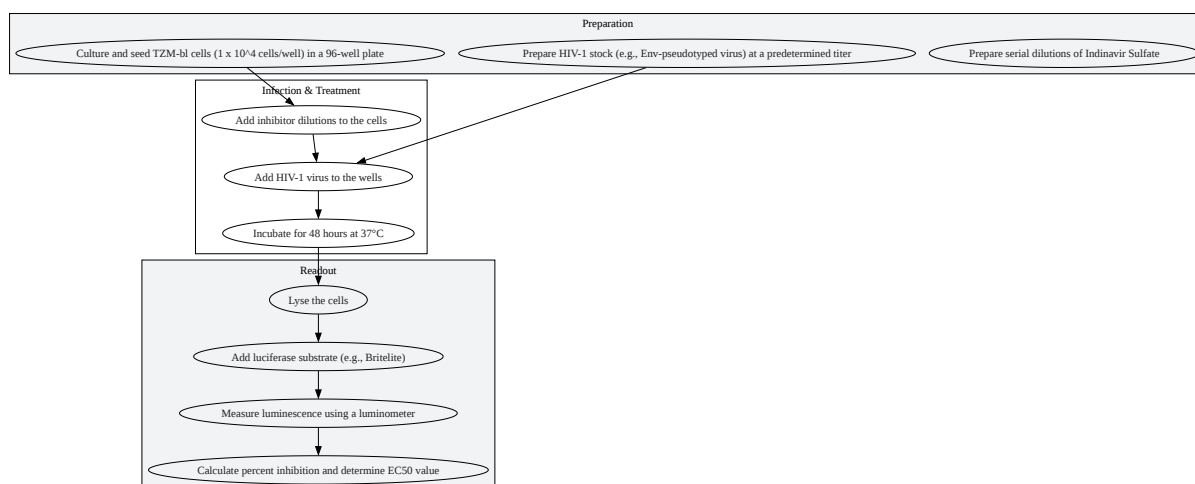 Preparation
Culture and seed TZM-bl cells (1 x 10^4 cells/well) in a 96-well plate
Prepare HIV-1 stock (e.g., Env-pseudotyped virus) at a predetermined titer
Prepare serial dilutions of Indinavir Sulfate
Infection & Treatment
Add inhibitor dilutions to the cells
Add HIV-1 virus to the wells
Incubate for 48 hours at 37°C
Readout
Lyse the cells
Add luciferase substrate (e.g., Britelite)
Measure luminescence using a luminometer
Calculate percent inhibition and determine EC50 value